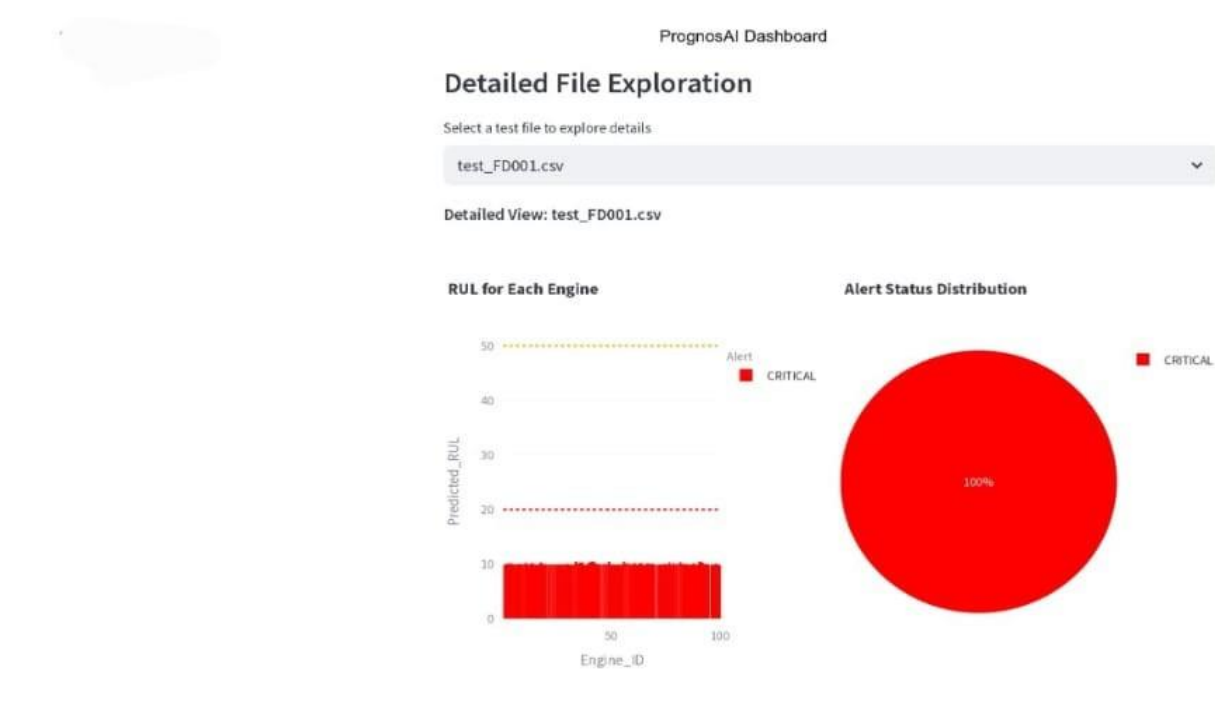 PrognosAI Dashboard
Detailed File Exploration
Select a test file to explore details
test_FD001.csv
Detailed View: test_FD001.csv
RUL for Each Engine
Alert Status Distribution
50
40
30
20
10
0
Predicted_RUL
50
100
Engine_ID
Alert
CRITICAL
100%
CRITICAL